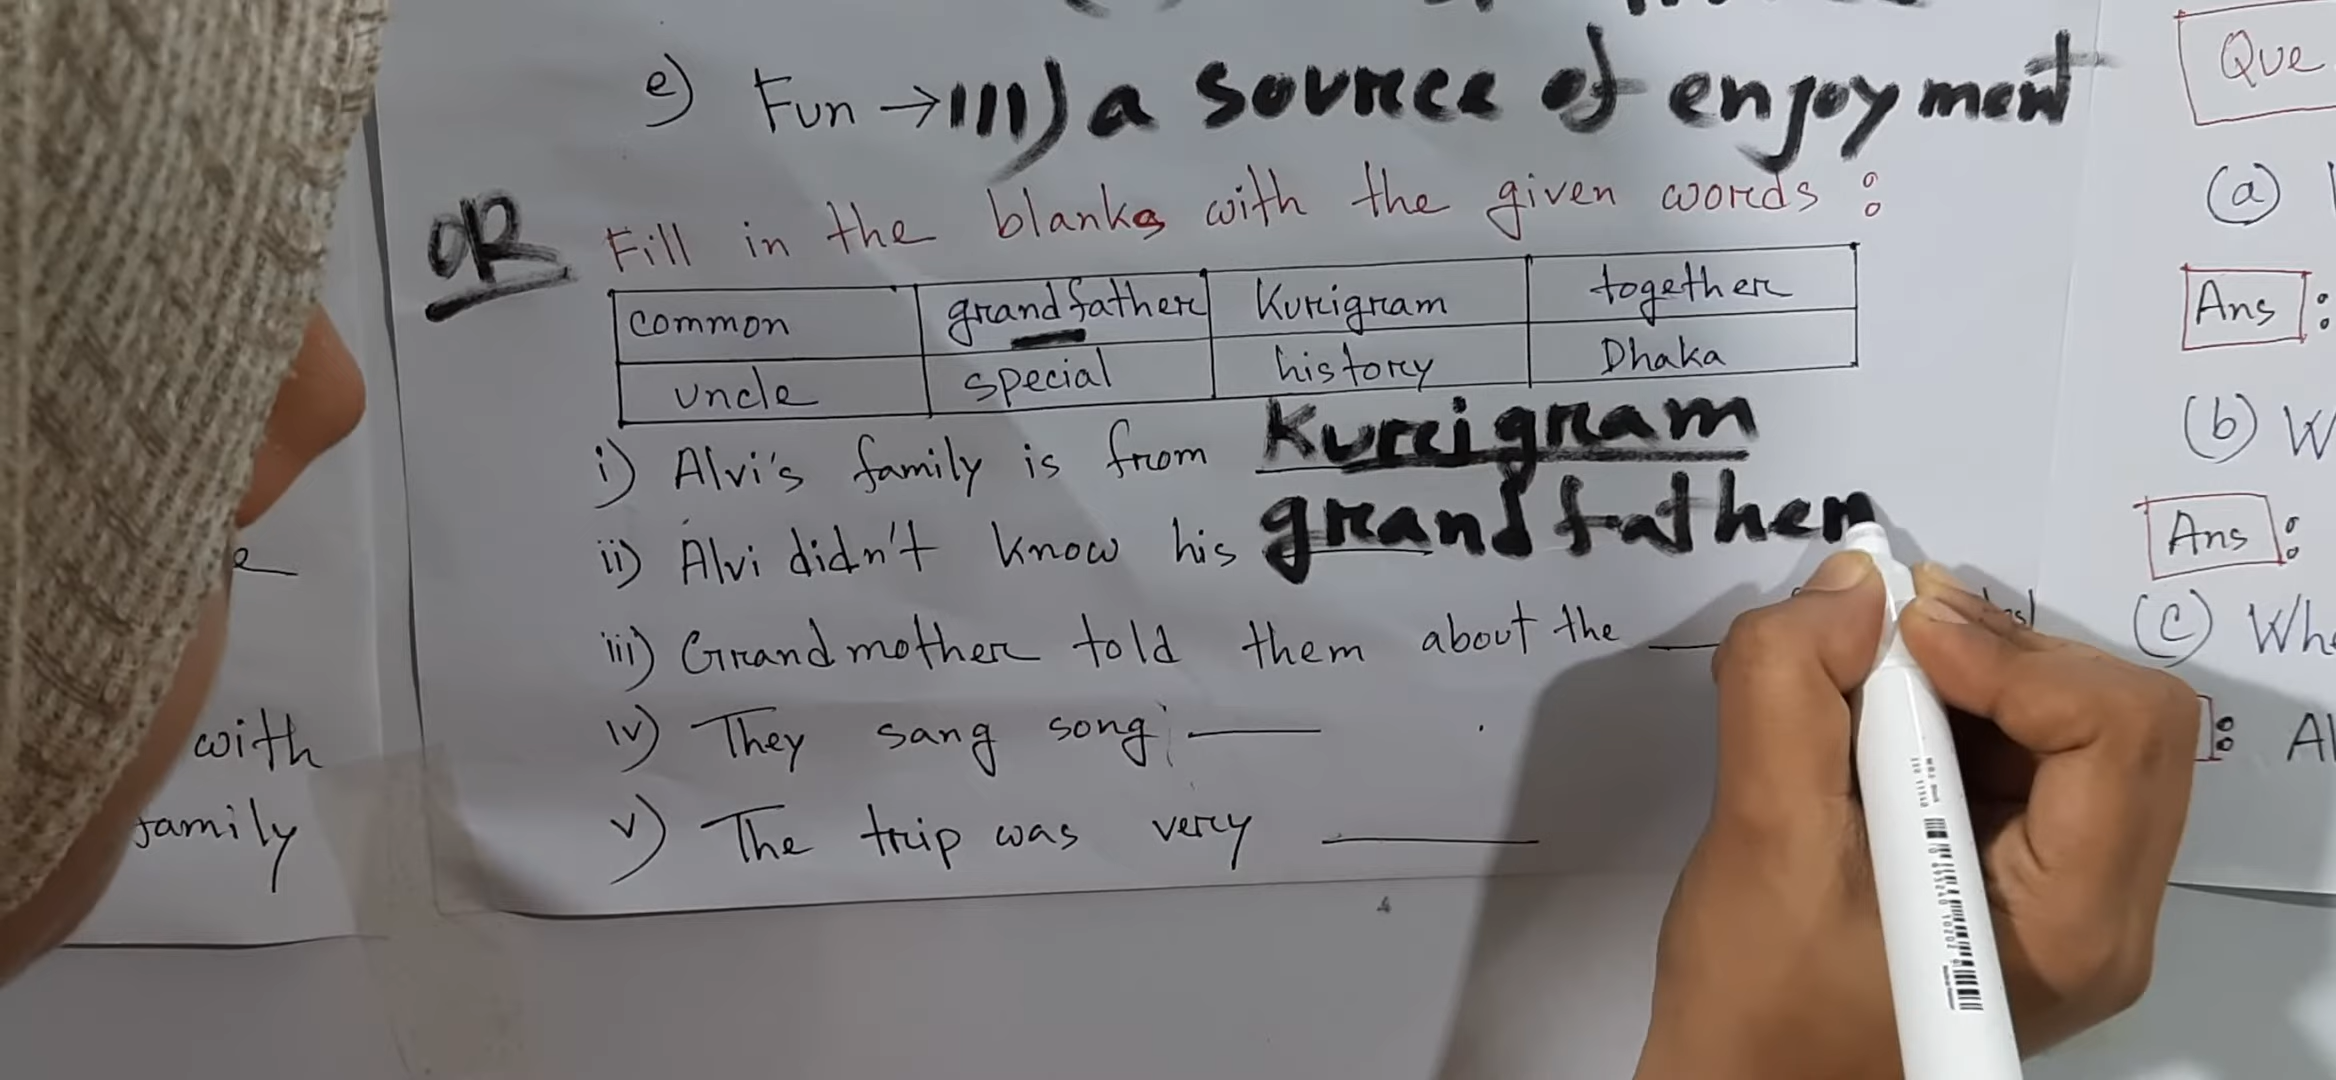 e) Fun → III) a source of enjoyment
OR Fill in the blanks with the given words :
common grandfather Kurigram together
uncle special history Dhaka
i) Alvi's family is from Kurigram
ii) Alvi didn't know his grandfather
iii) Grandmother told them about the
iv) They sang song
v) The trip was very
e
with
family
Que
(a)
Ans :
(b) W
Ans :
(c) Wh
: Al